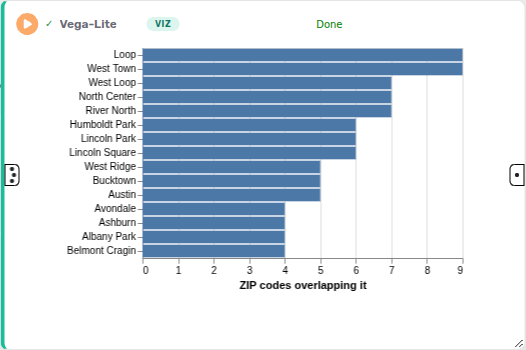 ✓ Vega-Lite VIZ Done
Loop
West Town
West Loop
North Center
River North
Humboldt Park
Lincoln Park
Lincoln Square
West Ridge
Bucktown
Austin
Avondale
Ashburn
Albany Park
Belmont Cragin
0 1 2 3 4 5 6 7 8 9
ZIP codes overlapping it